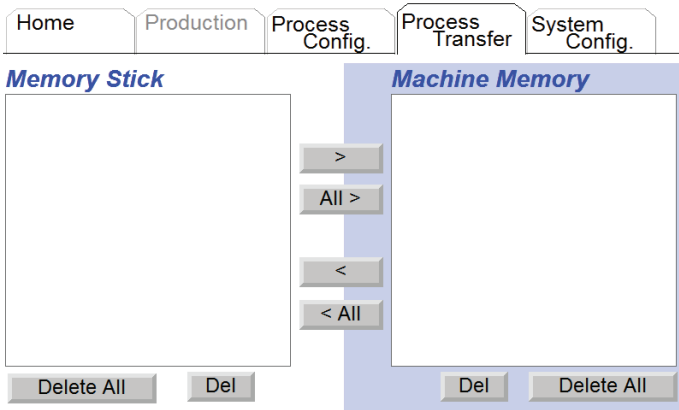 Home
Production
Process
Config.
Process
Transfer
System
Config.
Memory Stick
Machine Memory
>
All >
<
< All
Delete All
Del
Del
Delete All